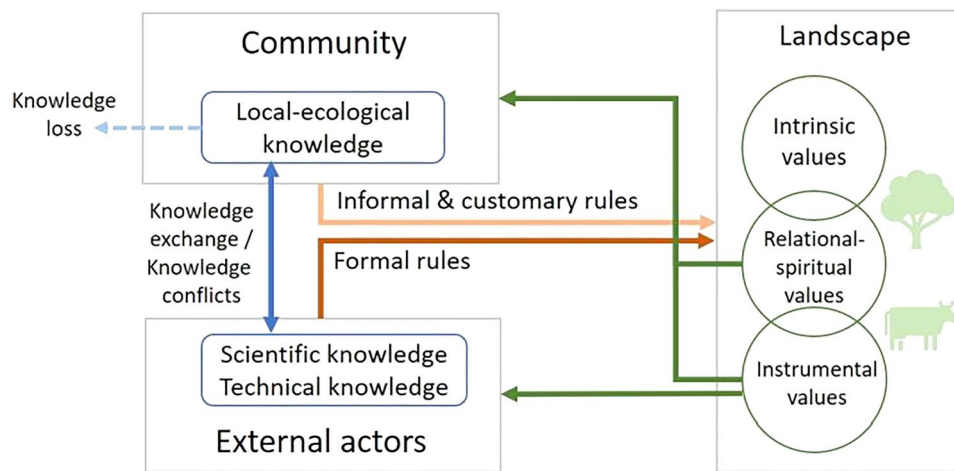 Community
Local-ecological
knowledge
Knowledge
loss
Knowledge
exchange /
Knowledge
conflicts
Informal & customary rules
Formal rules
Scientific knowledge
Technical knowledge
External actors
Landscape
Intrinsic
values
Relational-
spiritual
values
Instrumental
values